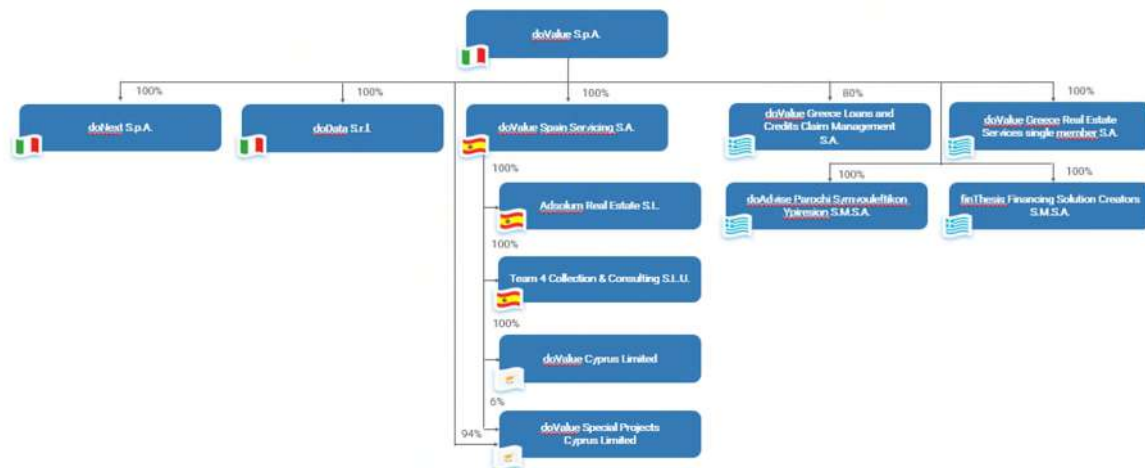 doValue S.p.A.
100%
100%
100%
80%
100%
doNext S.p.A.
doData S.r.l.
doValue Spain Servicing S.A.
doValue Greece Loans and
Credits Claim Management
S.A.
doValue Greece Real Estate
Services single member S.A.
100%
100%
100%
Adsolum Real Estate S.L.
doAdvise Parochi Symvouleftikon
Ypiresion S.M.S.A.
finThesis Financing Solution Creators
S.M.S.A.
100%
Team 4 Collection & Consulting S.L.U.
100%
doValue Cyprus Limited
6%
94%
doValue Special Projects
Cyprus Limited